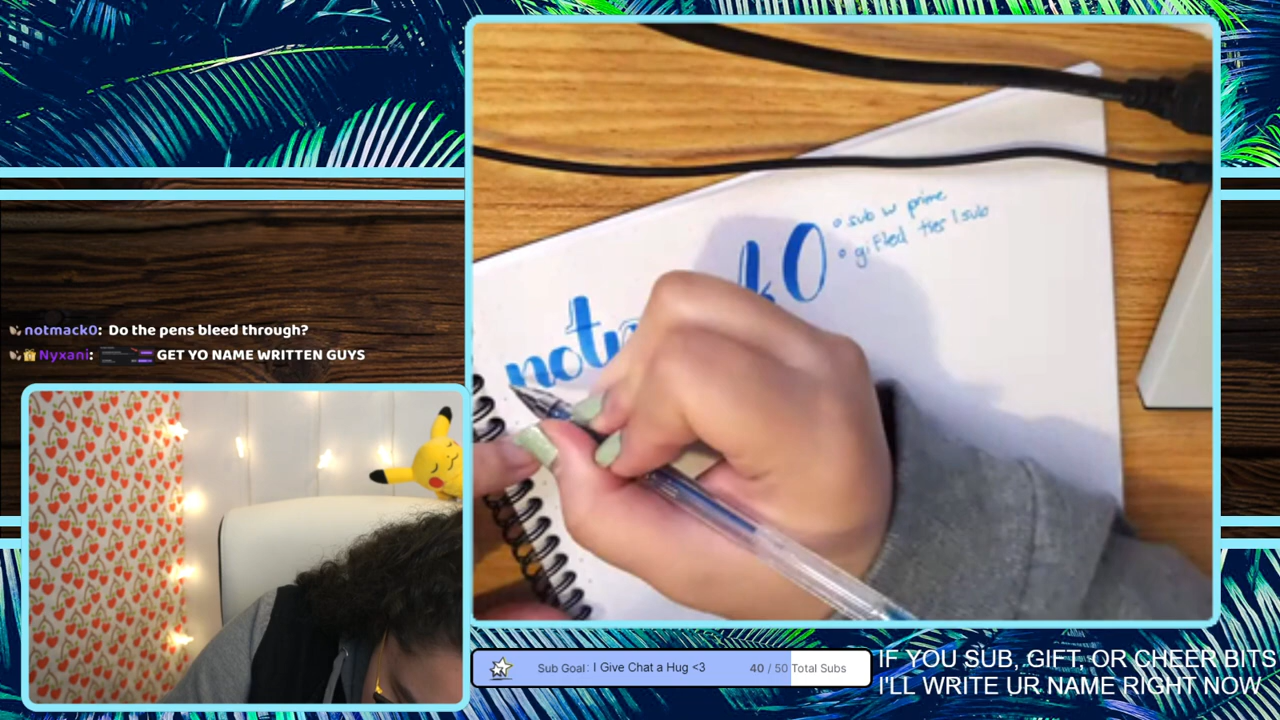 sub w prime
gifted tier 1 sub
notm k0
notmack0: Do the pens bleed through?
Nyxani: GET YO NAME WRITTEN GUYS
Sub Goal: I Give Chat a Hug <3 40 / 50 Total Subs
IF YOU SUB, GIFT, OR CHEER BITS
I'LL WRITE UR NAME RIGHT NOW